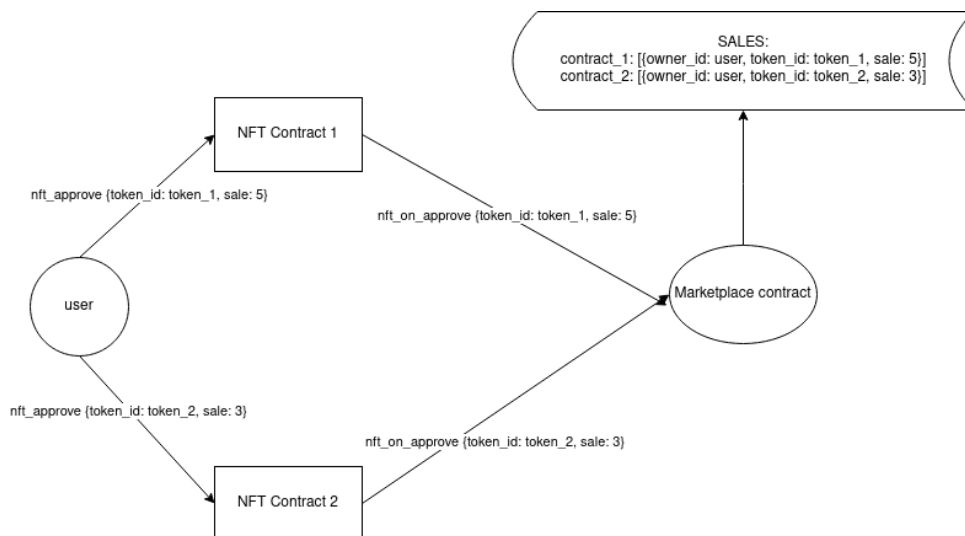 SALES:
contract_1: [{owner_id: user, token_id: token_1, sale: 5}]
contract_2: [{owner_id: user, token_id: token_2, sale: 3}]
NFT Contract 1
nft_approve {token_id: token_1, sale: 5}
nft_on_approve {token_id: token_1, sale: 5}
user
Marketplace contract
nft_approve {token_id: token_2, sale: 3}
nft_on_approve {token_id: token_2, sale: 3}
NFT Contract 2